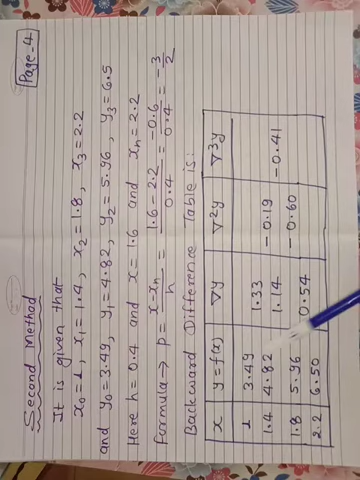 Page-4
Second Method
It is given that
x₀=1, x₁=1.4, x₂=1.8, x₃=2.2
and y₀=3.49, y₁=4.82, y₂=5.96, y₃=6.5
Here h=0.4 and x=1.6 and xₙ=2.2
Formula→ P = (x-xₙ)/h = (1.6-2.2)/0.4 = -0.6/0.4 = -3/2
Backward Difference Table is:
x y=f(x) ∇y ∇²y ∇³y
1 3.49
1.33
1.4 4.82 -0.19
1.14 -0.41
1.8 5.96 -0.60
0.54
2.2 6.50